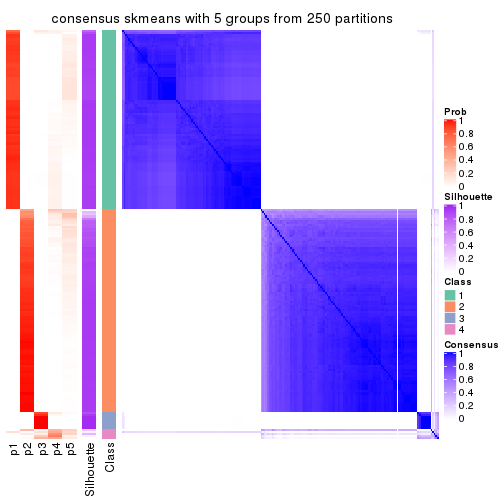 consensus skmeans with 5 groups from 250 partitions
Prob
1
0.8
0.6
0.4
0.2
0
Silhouette
1
0.8
0.6
0.4
0.2
0
Class
1
2
3
4
Consensus
1
0.8
0.6
0.4
0.2
0
p1
p2
p3
p4
p5
Silhouette
Class